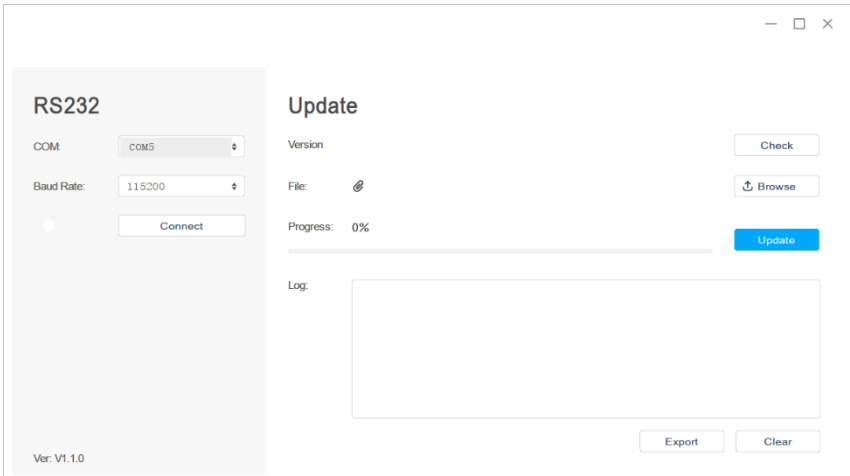 RS232
COM:
COM5
Baud Rate:
115200
Connect
Ver: V1.1.0
Update
Version
Check
File:
Browse
Progress:
0%
Update
Log:
Export
Clear